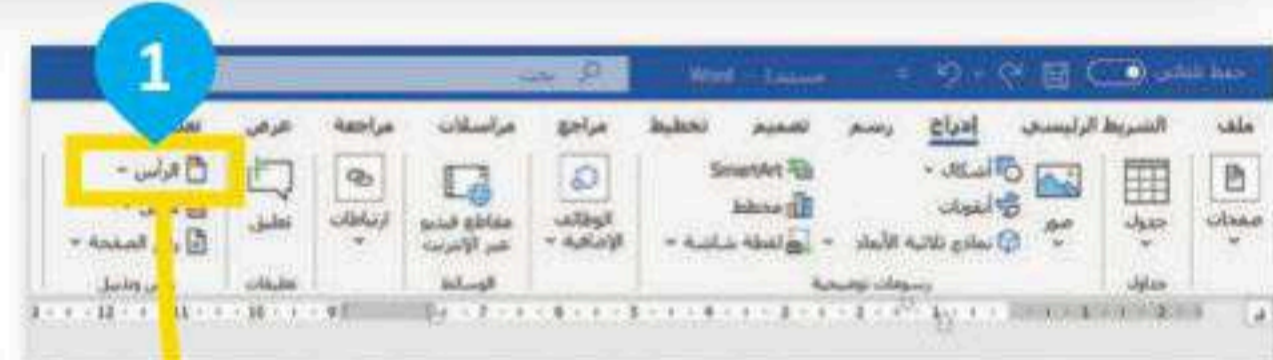 1
حفظ تلقائي
Word
بحث
ملف الشريط الرئيسي إدراج رسم تصميم تخطيط مراجع مراسلات مراجعة عرض
صفحات
جدول
صور
أشكال
أيقونات
نماذج ثلاثية الأبعاد
SmartArt
مخطط
لقطة شاشة
الوظائف الإضافية
مقاطع فيديو عبر الإنترنت
ارتباطات
تعليق
الرأس
الصفحة
جداول
رسومات توضيحية
الوسائط
تعليقات